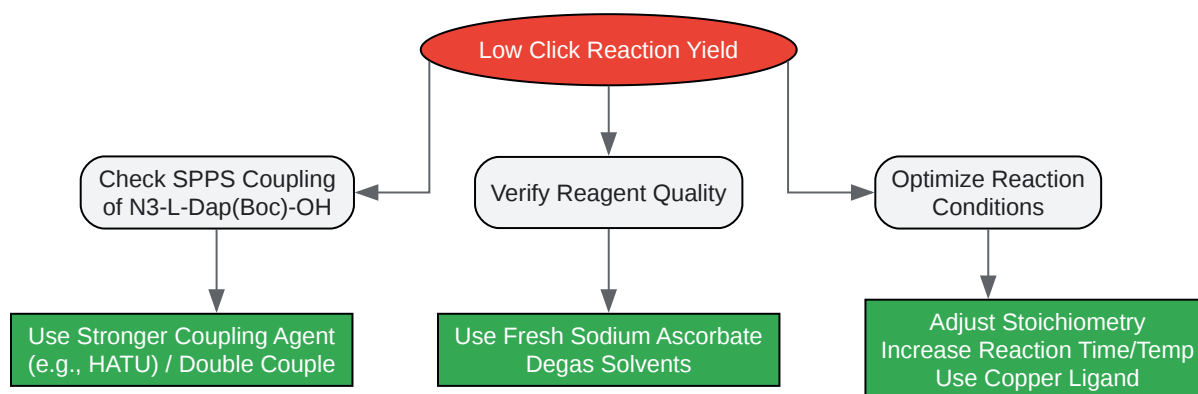 Low Click Reaction Yield
Check SPPS Coupling
of N3-L-Dap(Boc)-OH
Verify Reagent Quality
Optimize Reaction
Conditions
Use Stronger Coupling Agent
(e.g., HATU) / Double Couple
Use Fresh Sodium Ascorbate
Degas Solvents
Adjust Stoichiometry
Increase Reaction Time/Temp
Use Copper Ligand